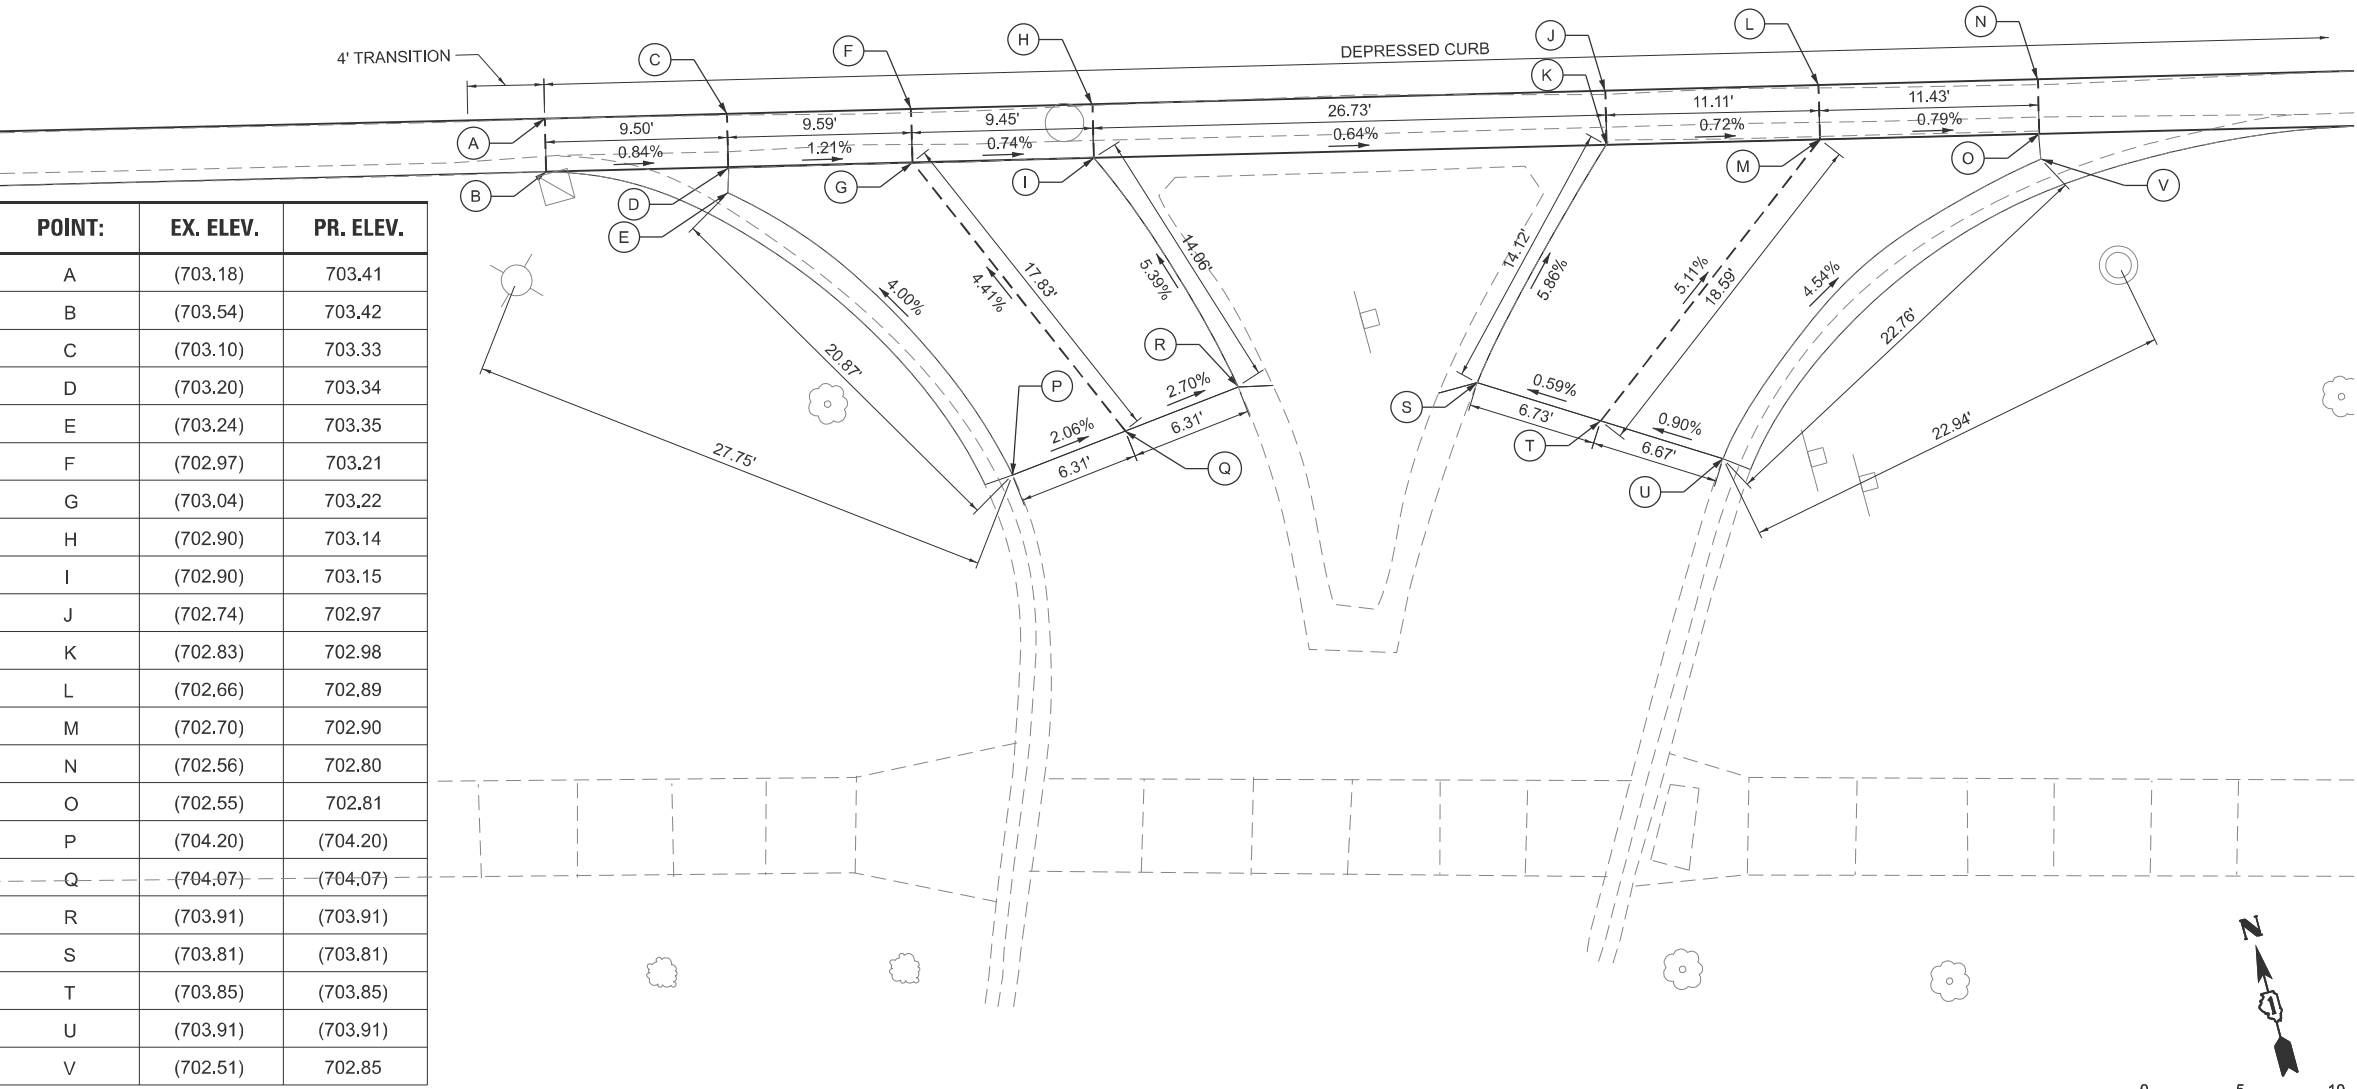 4' TRANSITION
DEPRESSED CURB
A
B
C
D
E
F
G
H
I
J
K
L
M
N
O
V
9.50'
0.84%
9.59'
1.21%
9.45'
0.74%
26.73'
0.64%
11.11'
0.72%
11.43'
0.79%
4.00%
20.87'
27.75'
17.83'
4.41%
14.06'
5.39%
14.12'
5.86%
5.11%
18.59'
4.54%
22.76'
22.94'
P
R
Q
2.06%
2.70%
6.31'
6.31'
S
T
U
0.59%
6.73'
0.90%
6.67'
POINT: EX. ELEV. PR. ELEV.
A (703.18) 703.41
B (703.54) 703.42
C (703.10) 703.33
D (703.20) 703.34
E (703.24) 703.35
F (702.97) 703.21
G (703.04) 703.22
H (702.90) 703.14
I (702.90) 703.15
J (702.74) 702.97
K (702.83) 702.98
L (702.66) 702.89
M (702.70) 702.90
N (702.56) 702.80
O (702.55) 702.81
P (704.20) (704.20)
Q (704.07) (704.07)
R (703.91) (703.91)
S (703.81) (703.81)
T (703.85) (703.85)
U (703.91) (703.91)
V (702.51) 702.85
N
0 5 10